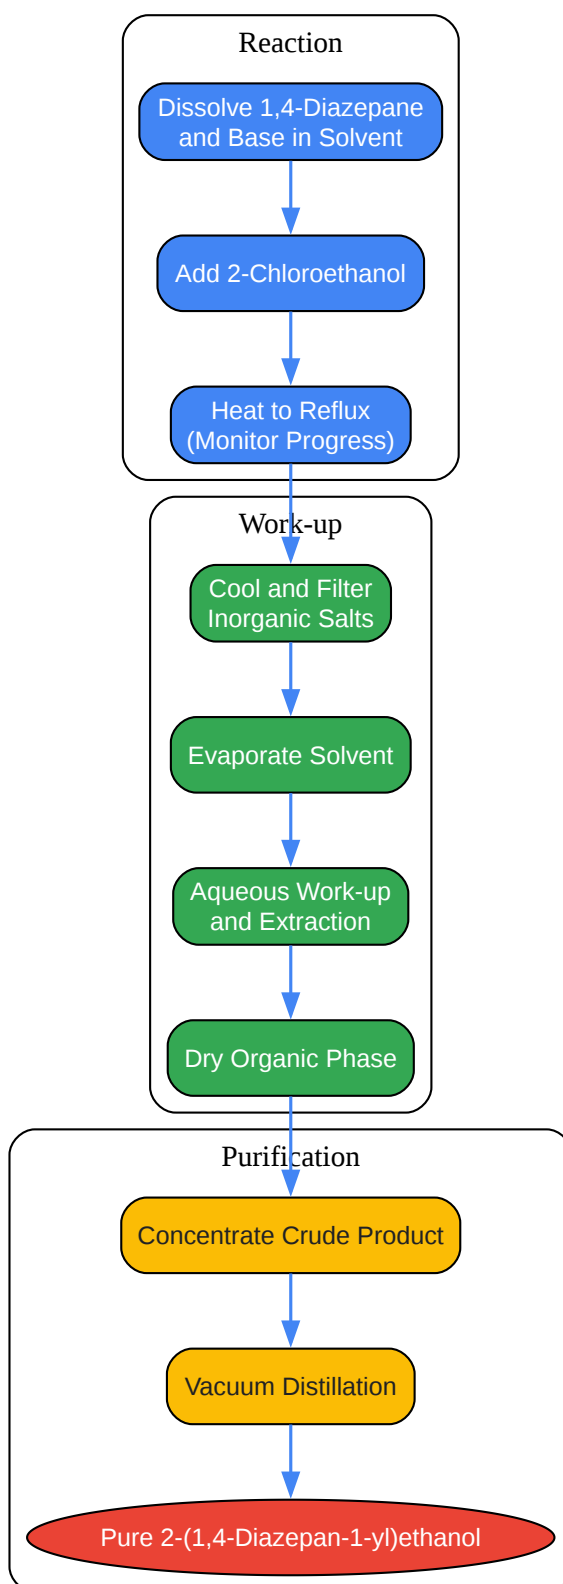 Reaction
Dissolve 1,4-Diazepane
and Base in Solvent
Add 2-Chloroethanol
Heat to Reflux
(Monitor Progress)
Work-up
Cool and Filter
Inorganic Salts
Evaporate Solvent
Aqueous Work-up
and Extraction
Dry Organic Phase
Purification
Concentrate Crude Product
Vacuum Distillation
Pure 2-(1,4-Diazepan-1-yl)ethanol